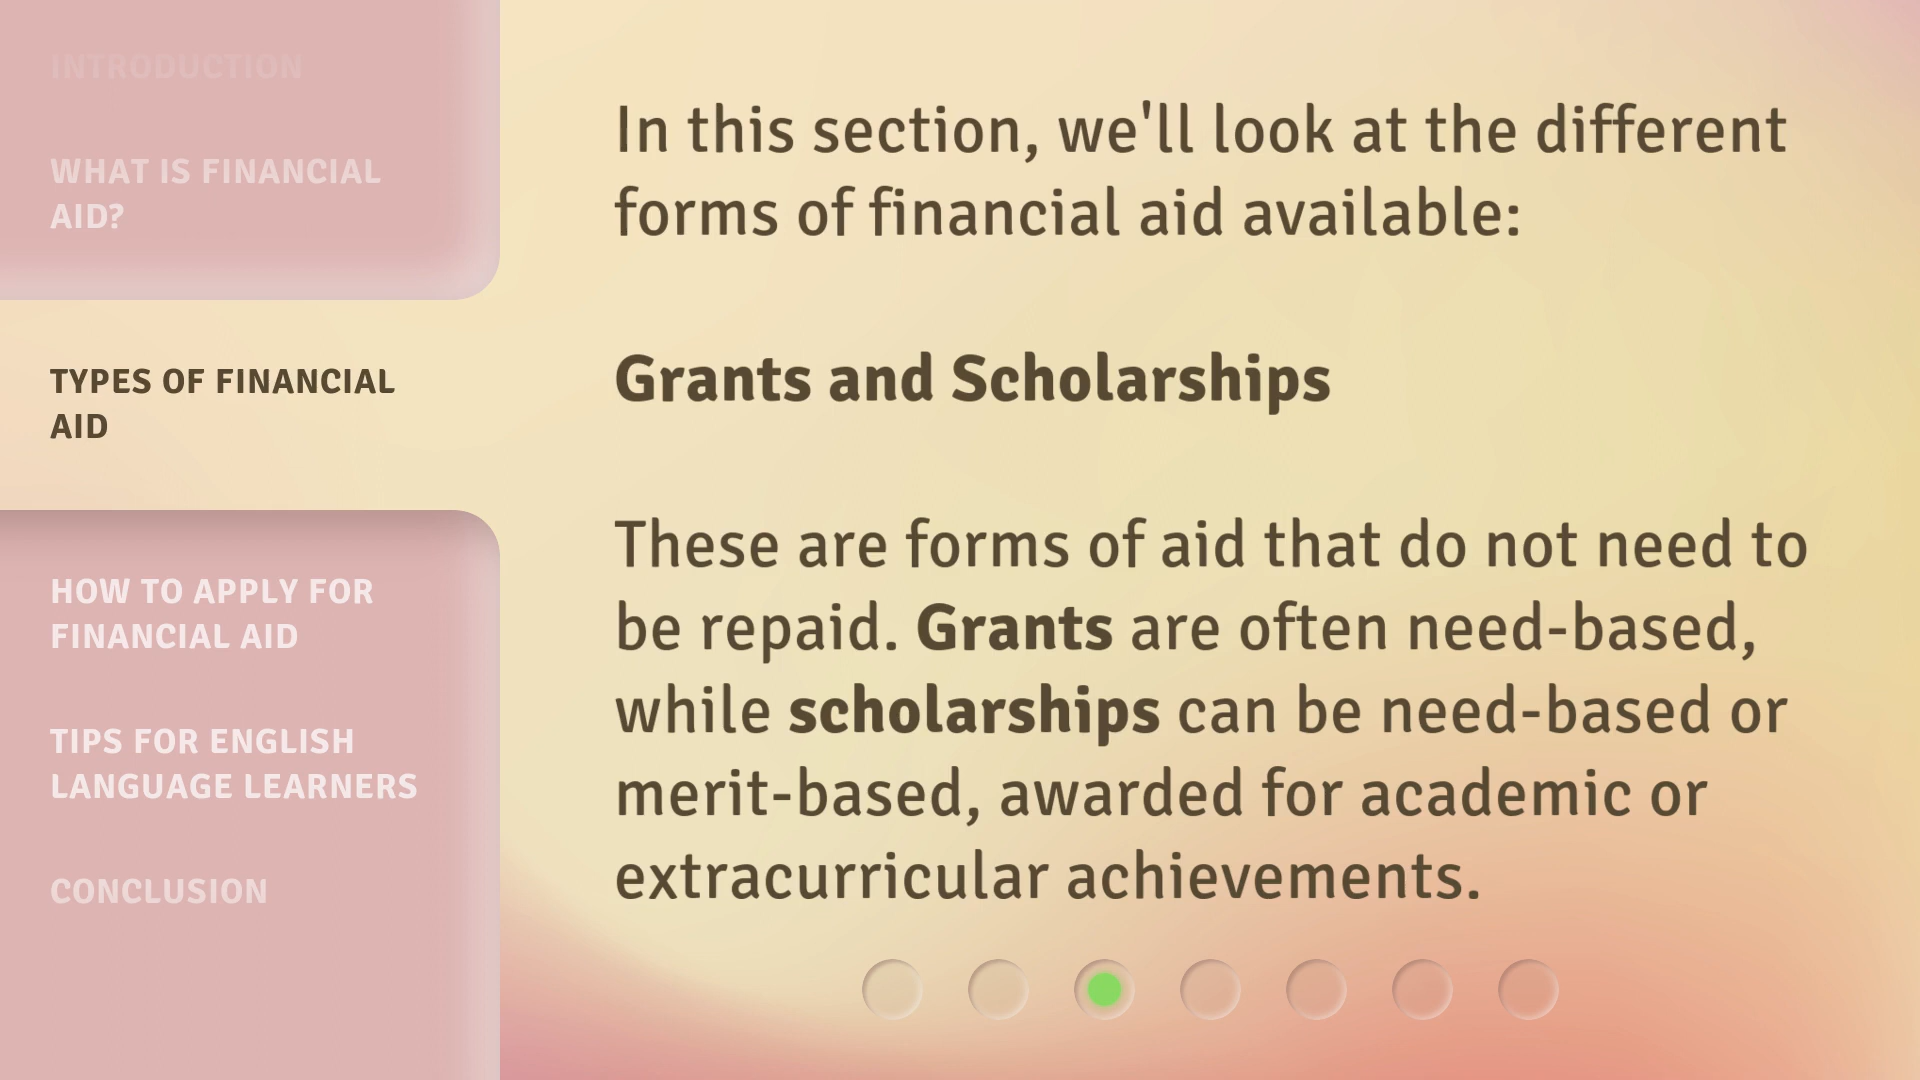 INTRODUCTION
WHAT IS FINANCIAL
AID?
TYPES OF FINANCIAL
AID
HOW TO APPLY FOR
FINANCIAL AID
TIPS FOR ENGLISH
LANGUAGE LEARNERS
CONCLUSION
In this section, we'll look at the different
forms of financial aid available:
Grants and Scholarships
These are forms of aid that do not need to
be repaid. Grants are often need-based,
while scholarships can be need-based or
merit-based, awarded for academic or
extracurricular achievements.